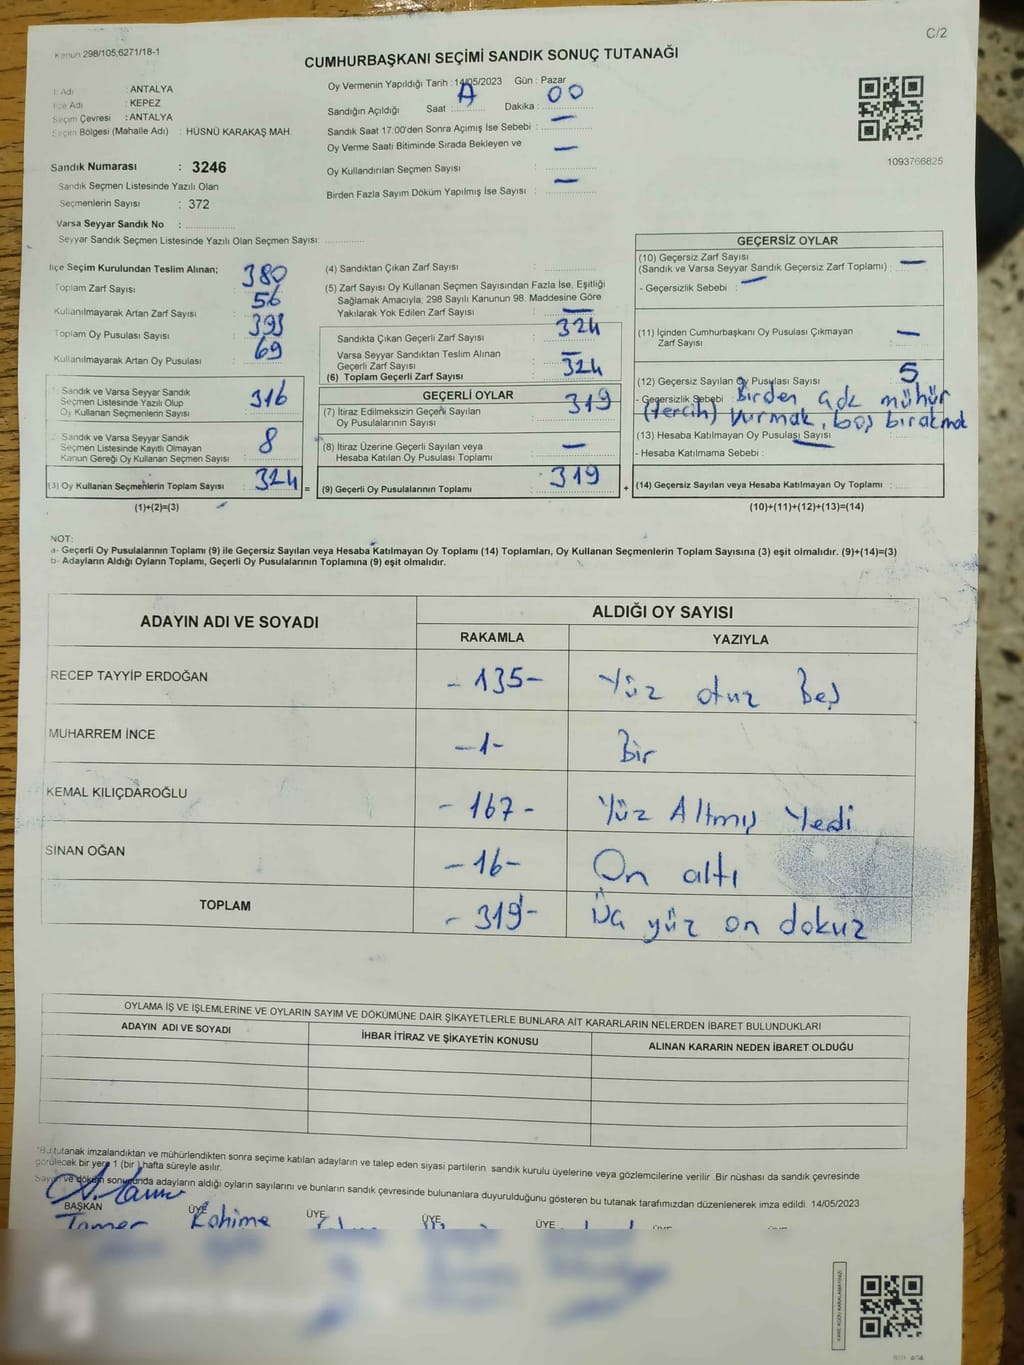 C/2
Kanun 298/105,6271/18-1
CUMHURBAŞKANI SEÇİMİ SANDIK SONUÇ TUTANAĞI
İl Adı : ANTALYA
İlçe Adı : KEPEZ
Seçim Çevresi : ANTALYA
Seçim Bölgesi (Mahalle Adı) : HÜSNÜ KARAKAŞ MAH.
Sandık Numarası : 3246
Sandık Seçmen Listesinde Yazılı Olan
Seçmenlerin Sayısı : 372
Varsa Seyyar Sandık No :
Seyyar Sandık Seçmen Listesinde Yazılı Olan Seçmen Sayısı:
Oy Vermenin Yapıldığı Tarih : 14/05/2023 Gün : Pazar
Sandığın Açıldığı Saat : Dakika : 00
Sandık Saat 17:00'den Sonra Açımış İse Sebebi :
Oy Verme Saati Bitiminde Sırada Bekleyen ve
Oy Kullandırılan Seçmen Sayısı :
Birden Fazla Sayım Döküm Yapılmış İse Sayısı :
1093766825
İlçe Seçim Kurulundan Teslim Alınan;
Toplam Zarf Sayısı : 380
Kullanılmayarak Artan Zarf Sayısı : 56
Toplam Oy Pusulası Sayısı : 393
Kullanılmayarak Artan Oy Pusulası : 69
Sandık ve Varsa Seyyar Sandık
Seçmen Listesinde Yazılı Olup
Oy Kullanan Seçmenlerin Sayısı : 316
Sandık ve Varsa Seyyar Sandık
Seçmen Listesinde Kayıtlı Olmayan
Kanun Gereği Oy Kullanan Seçmen Sayısı : 8
(3) Oy Kullanan Seçmenlerin Toplam Sayısı : 324 =
(1)+(2)=(3)
(4) Sandıktan Çıkan Zarf Sayısı :
(5) Zarf Sayısı Oy Kullanan Seçmen Sayısından Fazla İse, Eşitliği
Sağlamak Amacıyla, 298 Sayılı Kanunun 98. Maddesine Göre
Yakılarak Yok Edilen Zarf Sayısı :
Sandıkta Çıkan Geçerli Zarf Sayısı : 324
Varsa Seyyar Sandıktan Teslim Alınan
Geçerli Zarf Sayısı :
(6) Toplam Geçerli Zarf Sayısı : 324
GEÇERLİ OYLAR
(7) İtiraz Edilmeksizin Geçerli Sayılan
Oy Pusulalarının Sayısı : 319
(8) İtiraz Üzerine Geçerli Sayılan veya
Hesaba Katılan Oy Pusulası Toplamı :
(9) Geçerli Oy Pusulalarının Toplamı : 319 +
GEÇERSİZ OYLAR
(10) Geçersiz Zarf Sayısı
(Sandık ve Varsa Seyyar Sandık Geçersiz Zarf Toplamı) :
- Geçersizlik Sebebi :
(11) İçinden Cumhurbaşkanı Oy Pusulası Çıkmayan
Zarf Sayısı :
(12) Geçersiz Sayılan Oy Pusulası Sayısı : 5
- Geçersizlik Sebebi : Birden çok mühür
(tercih) vurmak, boş bırakmak
(13) Hesaba Katılmayan Oy Pusulası Sayısı
- Hesaba Katılmama Sebebi :
(14) Geçersiz Sayılan veya Hesaba Katılmayan Oy Toplamı :
(10)+(11)+(12)+(13)=(14)
NOT:
a- Geçerli Oy Pusulalarının Toplamı (9) ile Geçersiz Sayılan veya Hesaba Katılmayan Oy Toplamı (14) Toplamları, Oy Kullanan Seçmenlerin Toplam Sayısına (3) eşit olmalıdır. (9)+(14)=(3)
b- Adayların Aldığı Oyların Toplamı, Geçerli Oy Pusulalarının Toplamına (9) eşit olmalıdır.
ADAYIN ADI VE SOYADI ALDIĞI OY SAYISI
RAKAMLA YAZIYLA
RECEP TAYYİP ERDOĞAN - 135 - Yüz otuz Beş
MUHARREM İNCE - 1 - Bir
KEMAL KILIÇDAROĞLU - 167 - Yüz Altmış Yedi
SİNAN OĞAN - 16 - On altı
TOPLAM - 319 - Üç yüz on dokuz
OYLAMA İŞ VE İŞLEMLERİNE VE OYLARIN SAYIM VE DÖKÜMÜNE DAİR ŞİKAYETLERLE BUNLARA AİT KARARLARIN NELERDEN İBARET BULUNDUKLARI
ADAYIN ADI VE SOYADI İHBAR İTİRAZ VE ŞİKAYETİN KONUSU ALINAN KARARIN NEDEN İBARET OLDUĞU
*Bu tutanak imzalandıktan ve mühürlendikten sonra seçime katılan adayların ve talep eden siyasi partilerin sandık kurulu üyelerine veya gözlemcilerine verilir. Bir nüshası da sandık çevresinde
görülecek bir yere 1 (bir) hafta süreyle asılır.
Sayım ve döküm sonucunda adayların aldığı oyların sayılarını ve bunların sandık çevresinde bulunanlara duyurulduğunu gösteren bu tutanak tarafımızdan düzenlenerek imza edildi. 14/05/2023
BAŞKAN ÜYE ÜYE ÜYE ÜYE
Tamer Rahime